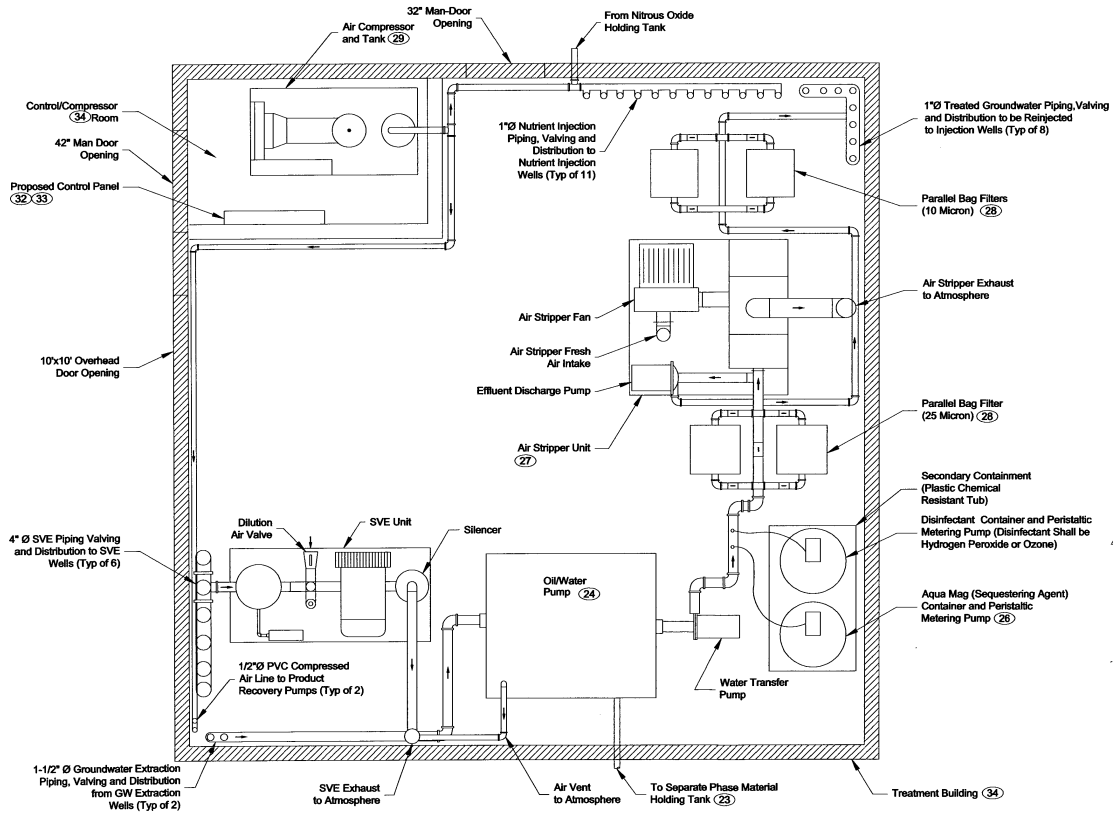 32" Man-Door
Opening
From Nitrous Oxide
Holding Tank
Air Compressor
and Tank 29
Control/Compressor
34 Room
42" Man Door
Opening
Proposed Control Panel
32 33
1"Ø Nutrient Injection
Piping, Valving and
Distribution to
Nutrient Injection
Wells (Typ of 11)
1"Ø Treated Groundwater Piping,Valving
and Distribution to be Reinjected
to Injection Wells (Typ of 8)
Parallel Bag Filters
(10 Micron) 28
Air Stripper Fan
Air Stripper Exhaust
to Atmosphere
Air Stripper Fresh
Air Intake
10'x10' Overhead
Door Opening
Effluent Discharge Pump
Parallel Bag Filter
(25 Micron) 28
Air Stripper Unit
27
Secondary Containment
(Plastic Chemical
Resistant Tub)
Dilution
Air Valve
SVE Unit
Silencer
4" Ø SVE Piping Valving
and Distribution to SVE
Wells (Typ of 6)
Disinfectant Container and Peristaltic
Metering Pump (Disinfectant Shall be
Hydrogen Peroxide or Ozone)
Oil/Water
Pump 24
Aqua Mag (Sequestering Agent)
Container and Peristaltic
Metering Pump 26
1/2"Ø PVC Compressed
Air Line to Product
Recovery Pumps (Typ of 2)
Water Transfer
Pump
1-1/2" Ø Groundwater Extraction
Piping, Valving and Distribution
from GW Extraction
Wells (Typ of 2)
SVE Exhaust
to Atmosphere
Air Vent
to Atmosphere
To Separate Phase Material
Holding Tank 23
Treatment Building 34